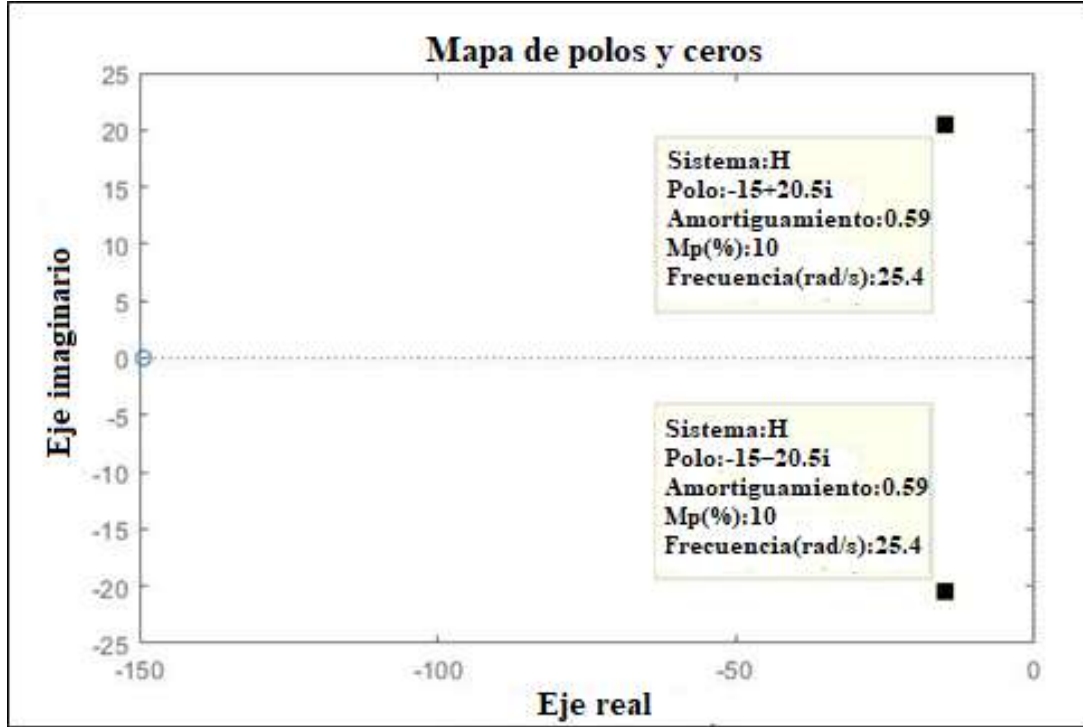 Mapa de polos y ceros
25
20
15
10
5
0
-5
-10
-15
-20
-25
Eje imaginario
Sistema:H
Polo:-15+20.5i
Amortiguamiento:0.59
Mp(%):10
Frecuencia(rad/s):25.4
Sistema:H
Polo:-15−20.5i
Amortiguamiento:0.59
Mp(%):10
Frecuencia(rad/s):25.4
-150
-100
-50
0
Eje real